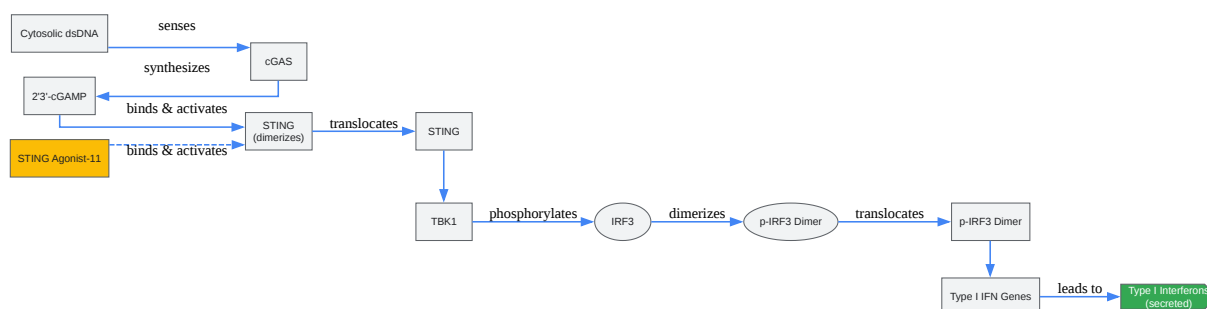 Cytosolic dsDNA
senses
cGAS
synthesizes
2'3'-cGAMP
binds & activates
STING
(dimerizes)
translocates
STING
STING Agonist-11
binds & activates
TBK1
phosphorylates
IRF3
dimerizes
p-IRF3 Dimer
translocates
p-IRF3 Dimer
Type I IFN Genes
leads to
Type I Interferons
(secreted)